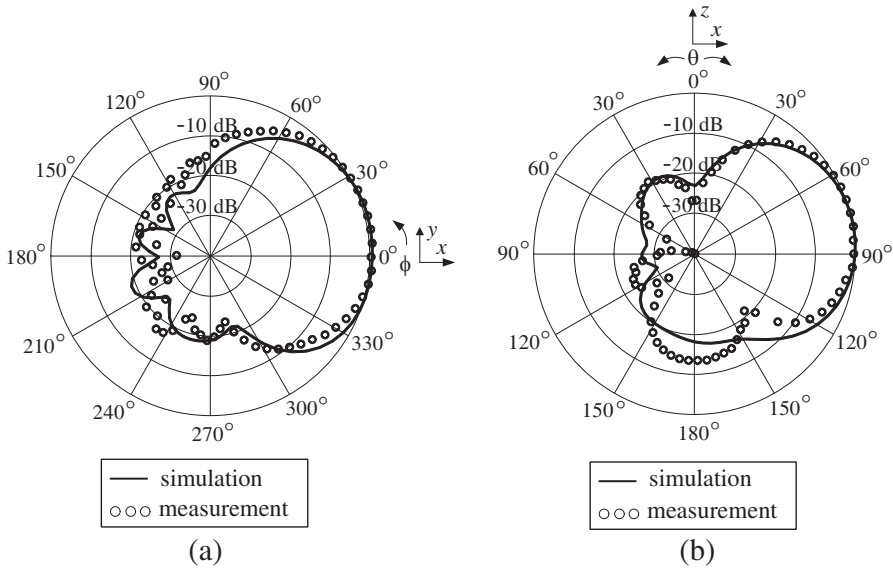 90°
120°
60°
-10 dB
150°
-20 dB
30°
-30 dB
180°
0°
y
x
ϕ
210°
330°
240°
300°
270°
simulation
measurement
(a)
z
x
θ
0°
30°
30°
-10 dB
60°
-20 dB
60°
-30 dB
90°
90°
120°
120°
150°
150°
180°
simulation
measurement
(b)